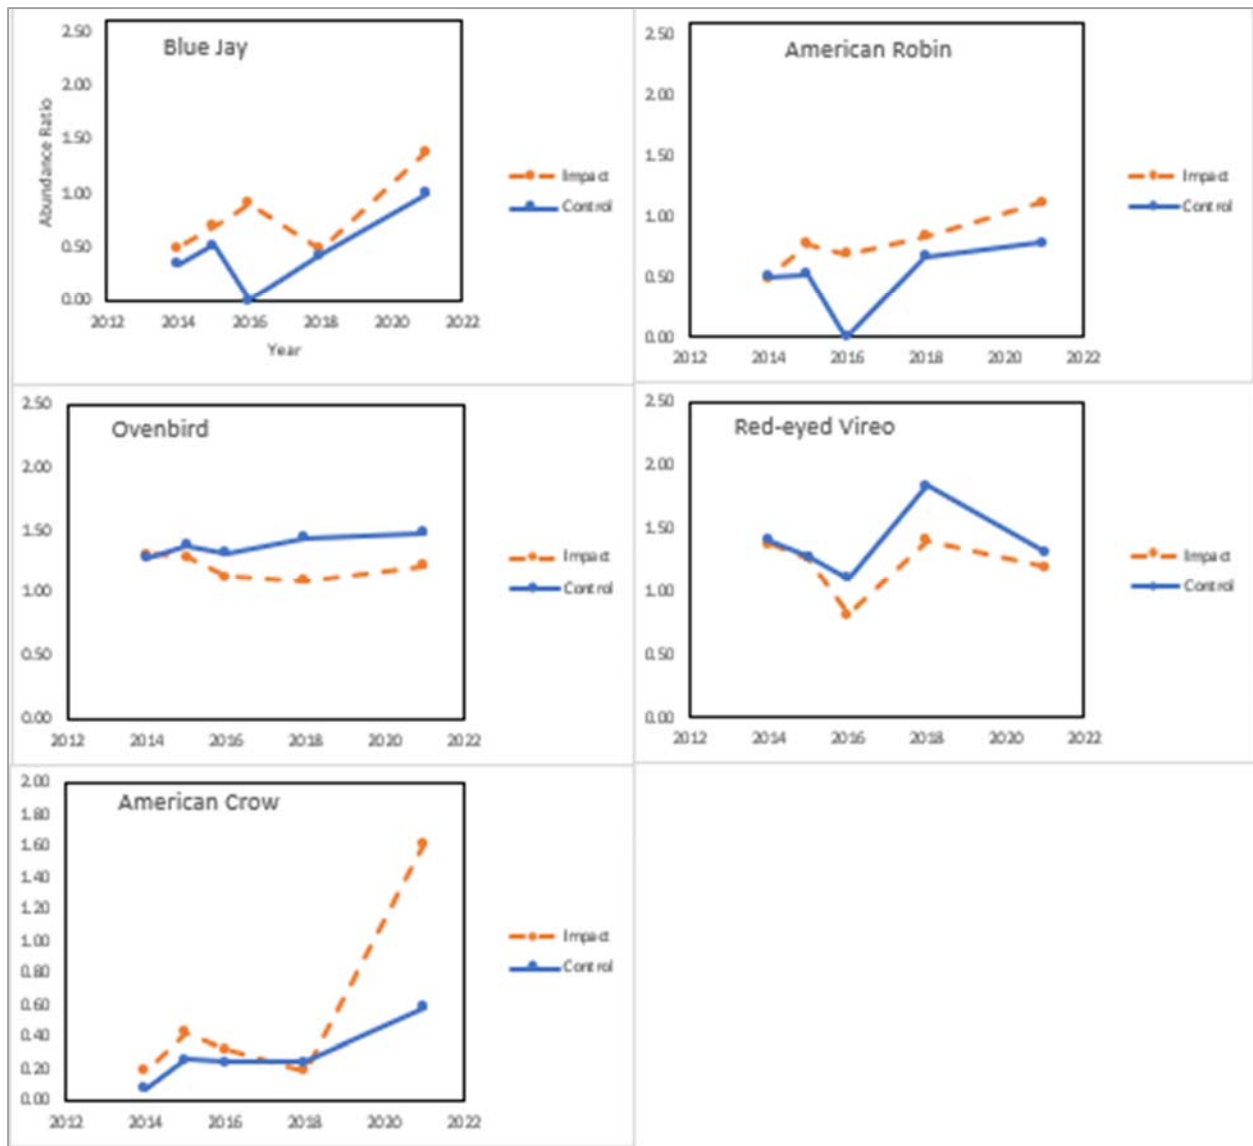 Blue Jay
2.50
2.00
1.50
1.00
0.50
0.00
Abundance Ratio
2012 2014 2016 2018 2020 2022
Year
Impact
Control
American Robin
2.50
2.00
1.50
1.00
0.50
0.00
2012 2014 2016 2018 2020 2022
Impact
Control
Ovenbird
2.50
2.00
1.50
1.00
0.50
0.00
2012 2014 2016 2018 2020 2022
Impact
Control
Red-eyed Vireo
2.50
2.00
1.50
1.00
0.50
0.00
2012 2014 2016 2018 2020 2022
Impact
Control
American Crow
2.00
1.80
1.60
1.40
1.20
1.00
0.80
0.60
0.40
0.20
0.00
2012 2014 2016 2018 2020 2022
Impact
Control